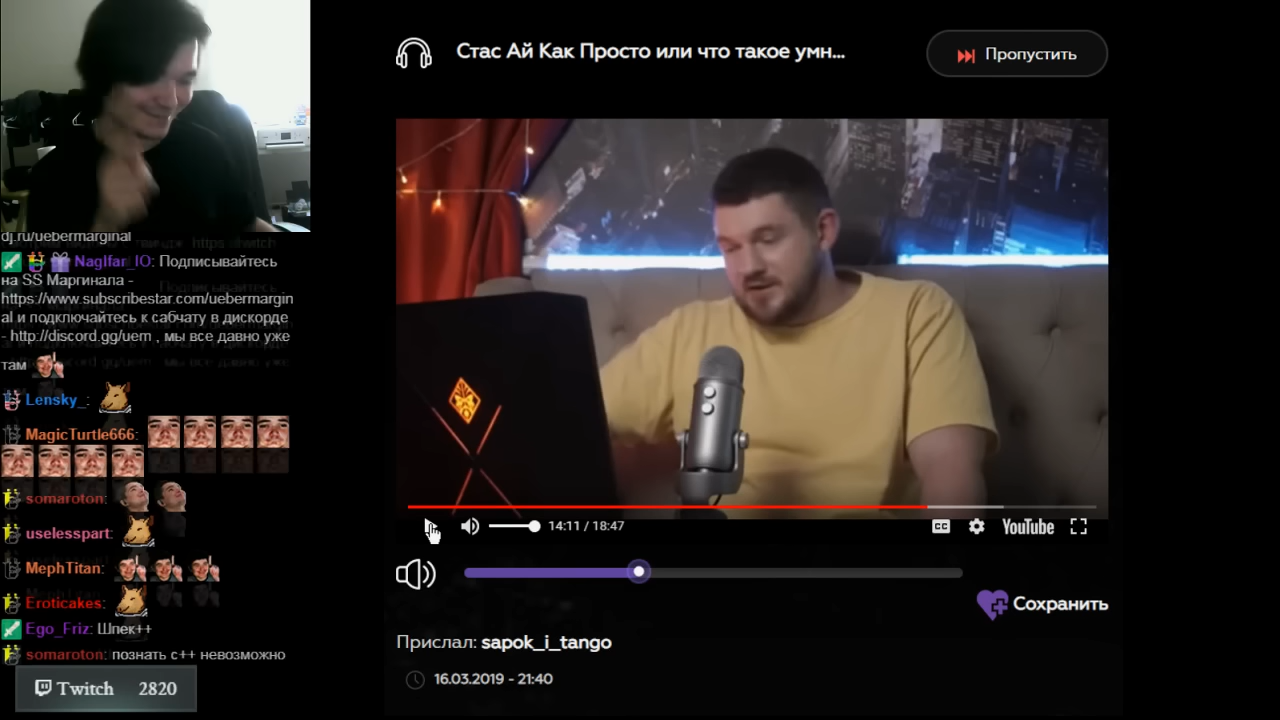 Стас Ай Как Просто или что такое умн...
Пропустить
dj.ru/uebermarginal
Naglfar_IO: Подписывайтесь
на SS Маргинала -
https://www.subscribestar.com/uebermargin
al и подключайтесь к сабчату в дискорде
- http://discord.gg/uem , мы все давно уже
там
Lensky_:
MagicTurtle666:
somaroton:
uselesspart:
MephTitan:
Eroticakes:
Ego_Friz: Шпек++
somaroton: познать с++ невозможно
Twitch 2820
14:11 / 18:47
CC
YouTube
Сохранить
Прислал: sapok_i_tango
16.03.2019 - 21:40